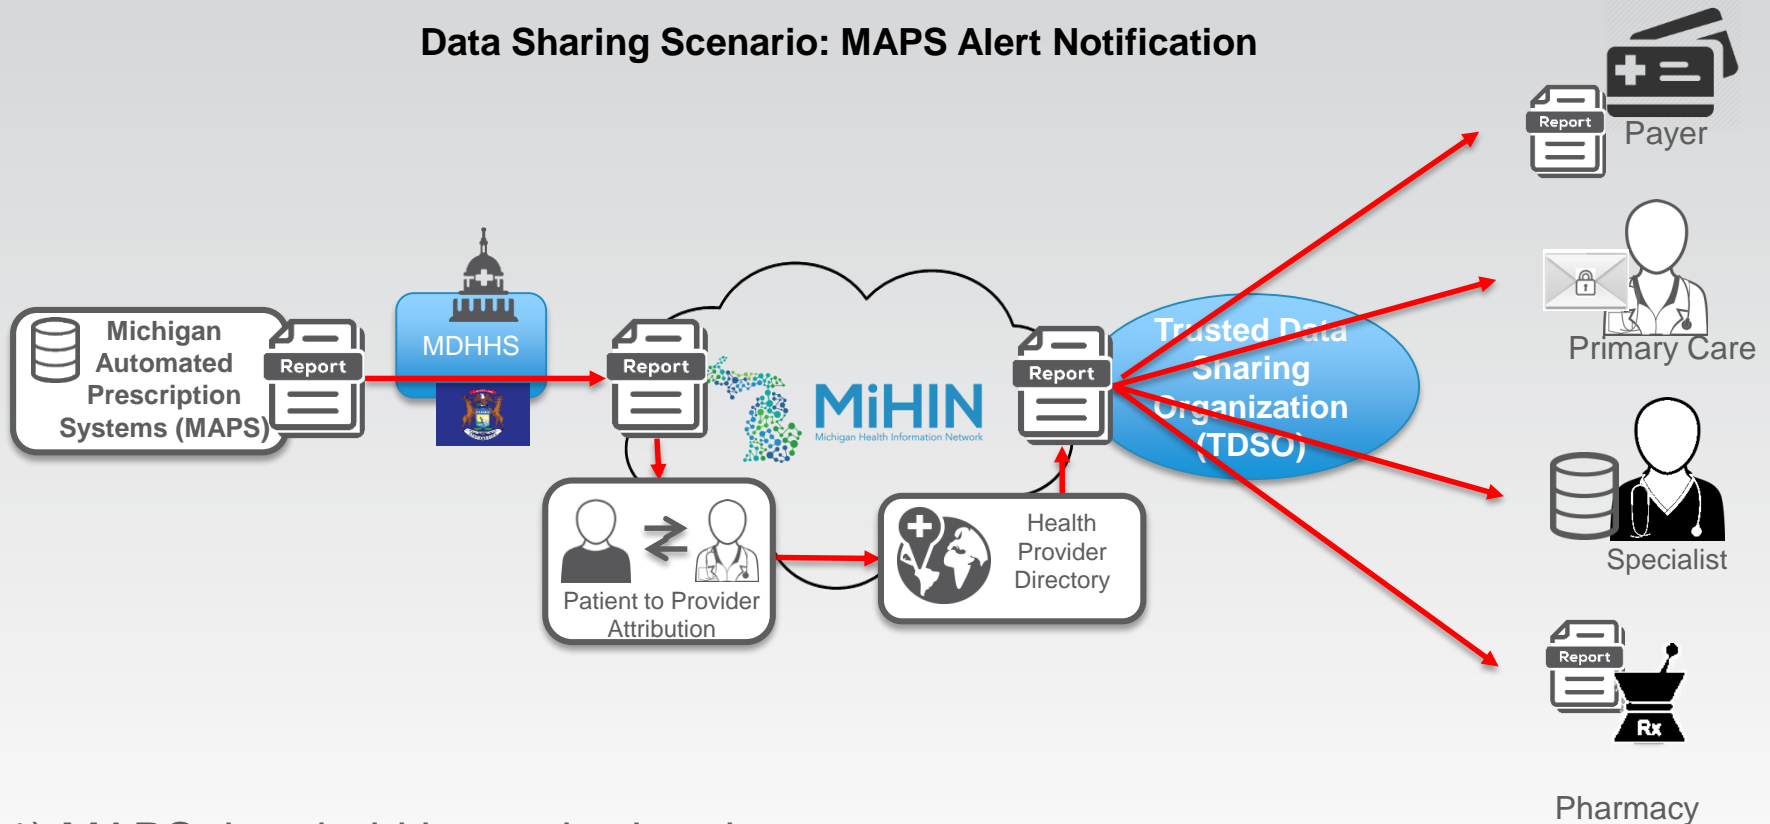 Data Sharing Scenario: MAPS Alert Notification
Report
Payer
Primary Care
Michigan
Automated
Prescription
Systems (MAPS)
Report
MDHHS
Report
MiHIN
Michigan Health Information Network
Report
Trusted Data
Sharing
Organization
(TDSO)
Patient to Provider
Attribution
Health
Provider
Directory
Specialist
Report
Rx
Pharmacy